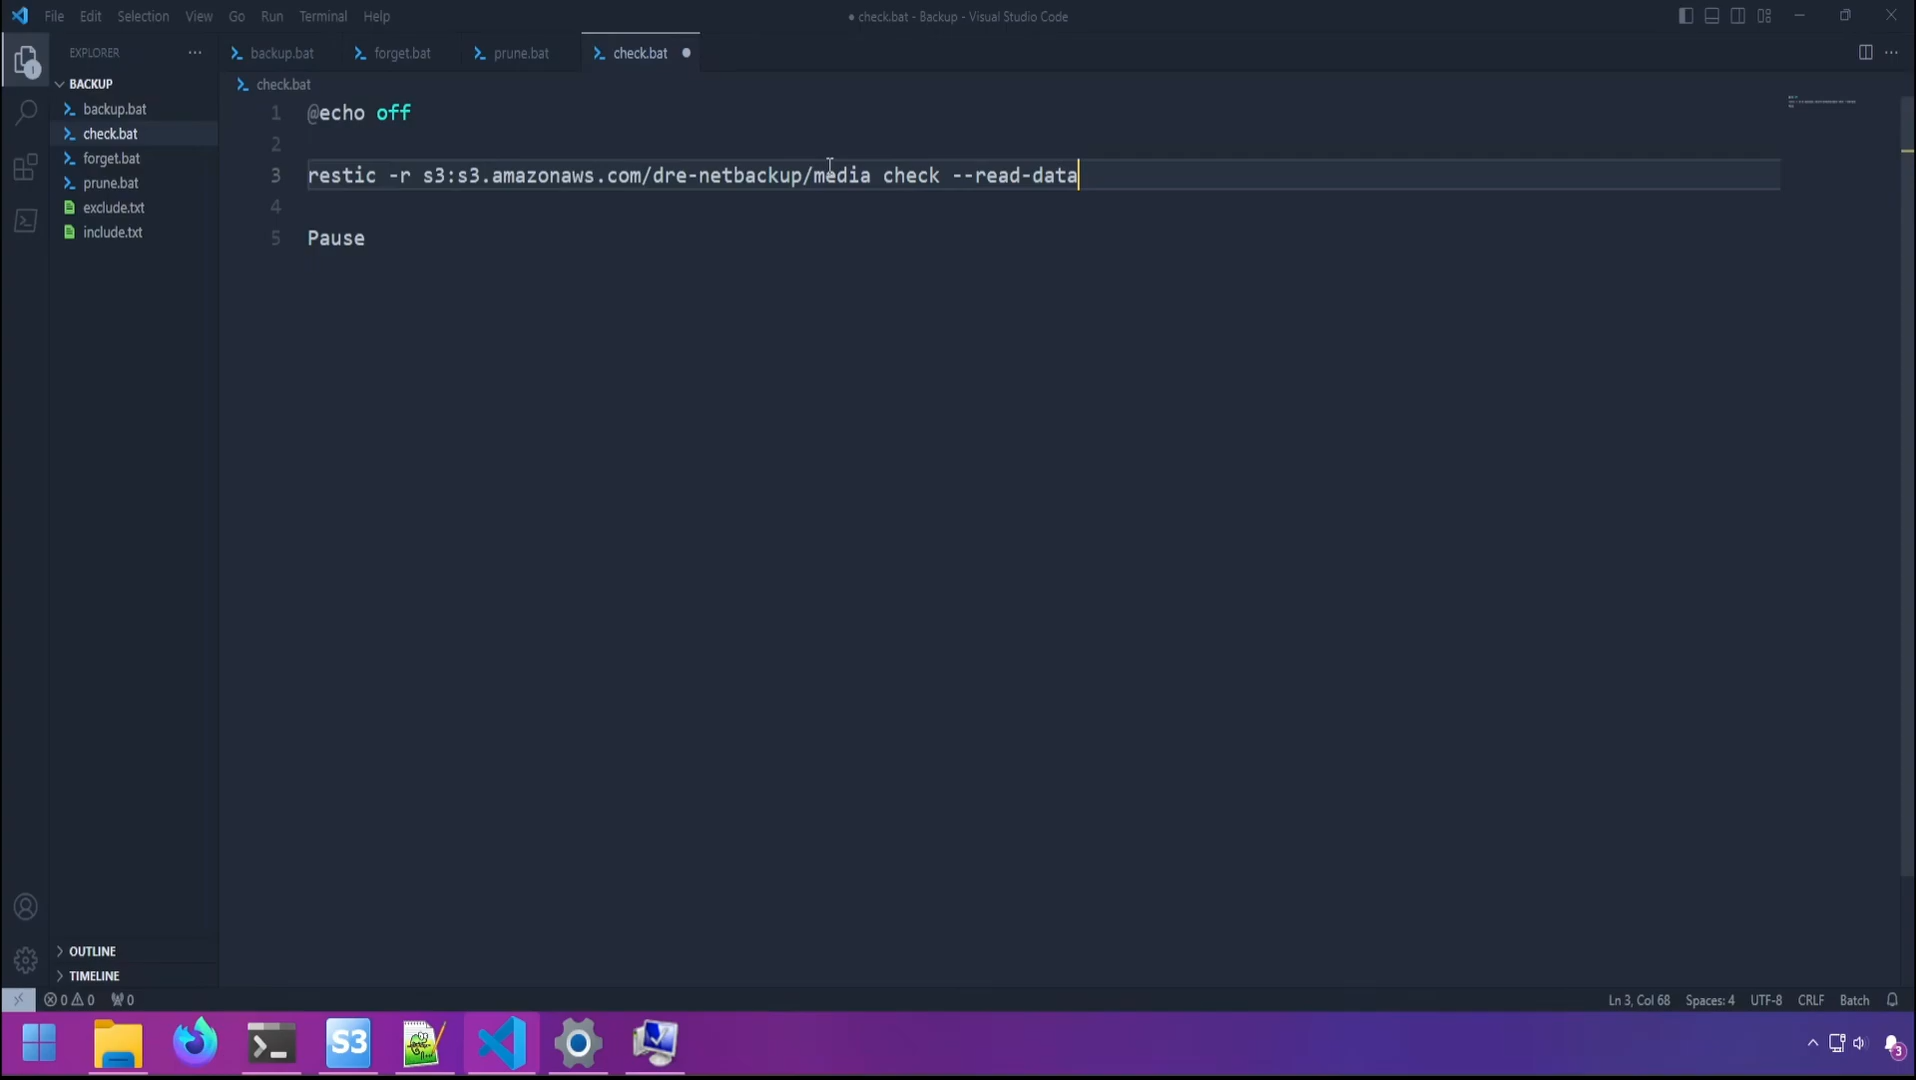 File Edit Selection View Go Run Terminal Help
● check.bat - Backup - Visual Studio Code
EXPLORER
backup.bat
forget.bat
prune.bat
check.bat
BACKUP
backup.bat
check.bat
forget.bat
prune.bat
exclude.txt
include.txt
check.bat
1 @echo off
2
3 restic -r s3:s3.amazonaws.com/dre-netbackup/media check --read-data
4
5 Pause
1
OUTLINE
TIMELINE
0 0 0
Ln 3, Col 68 Spaces: 4 UTF-8 CRLF Batch
S3
3